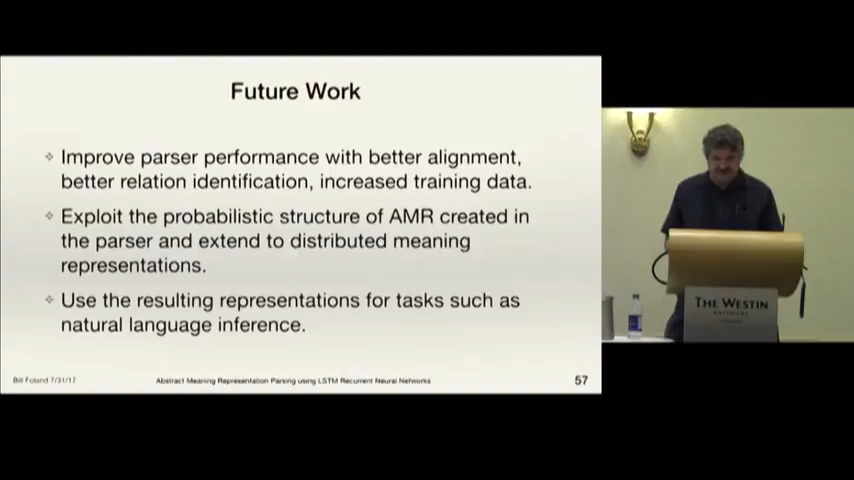 Future Work
Improve parser performance with better alignment,
better relation identification, increased training data.
Exploit the probabilistic structure of AMR created in
the parser and extend to distributed meaning
representations.
Use the resulting representations for tasks such as
natural language inference.
Bill Foland 7/31/17
Abstract Meaning Representation Parsing using LSTM Recurrent Neural Networks
57
THE WESTIN